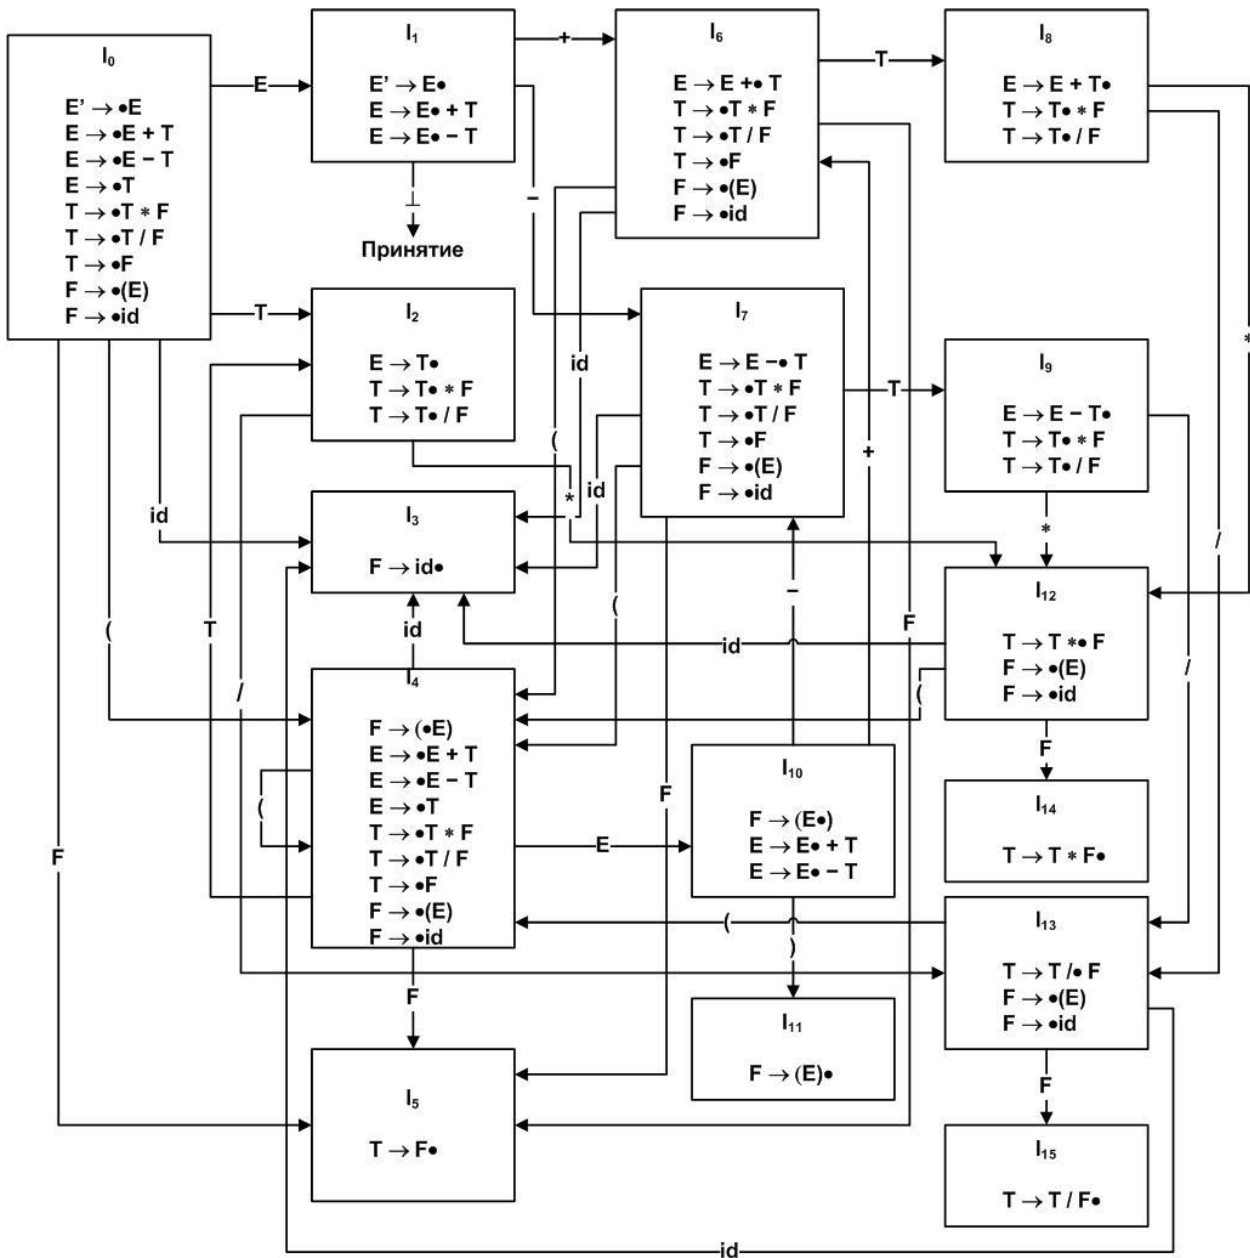 I₀
E’ → •E
E → •E + T
E → •E − T
E → •T
T → •T * F
T → •T / F
T → •F
F → •(E)
F → •id
E
I₁
E’ → E•
E → E• + T
E → E• − T
⊥
Принятие
+
−
I₆
E → E +• T
T → •T * F
T → •T / F
T → •F
F → •(E)
F → •id
T
I₈
E → E + T•
T → T• * F
T → T• / F
T
I₂
E → T•
T → T• * F
T → T• / F
id
(
I₇
E → E −• T
T → •T * F
T → •T / F
T → •F
F → •(E)
F → •id
T
+
I₉
E → E − T•
T → T• * F
T → T• / F
*
*
id
*
id
I₃
F → id•
/
(
T
id
(
−
F
id
I₁₂
T → T *• F
F → •(E)
F → •id
/
/
(
I₄
F → (•E)
E → •E + T
E → •E − T
E → •T
T → •T * F
T → •T / F
T → •F
F → •(E)
F → •id
(
E
F
I₁₀
F → (E•)
E → E• + T
E → E• − T
F
I₁₄
T → T * F•
F
(
)
I₁₃
T → T /• F
F → •(E)
F → •id
F
I₁₁
F → (E)•
F
I₅
T → F•
I₁₅
T → T / F•
id